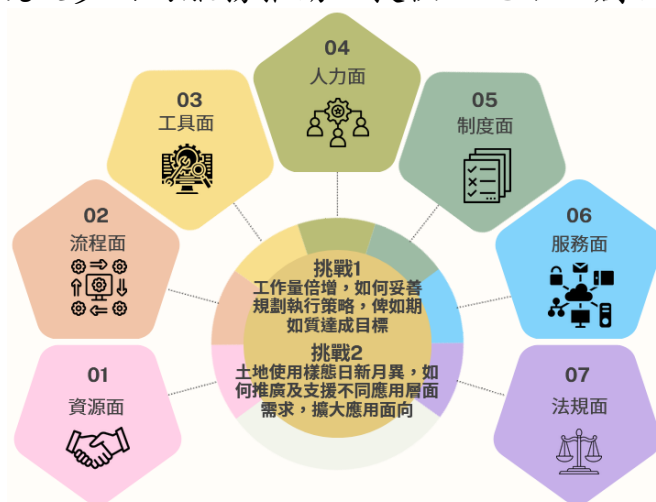 04
人力面
03
工具面
05
制度面
02
流程面
06
服務面
01
資源面
07
法規面
挑戰1
工作量倍增，如何妥善
規劃執行策略，俾如期
如質達成目標
挑戰2
土地使用樣態日新月異，如
何推廣及支援不同應用層面
需求，擴大應用面向